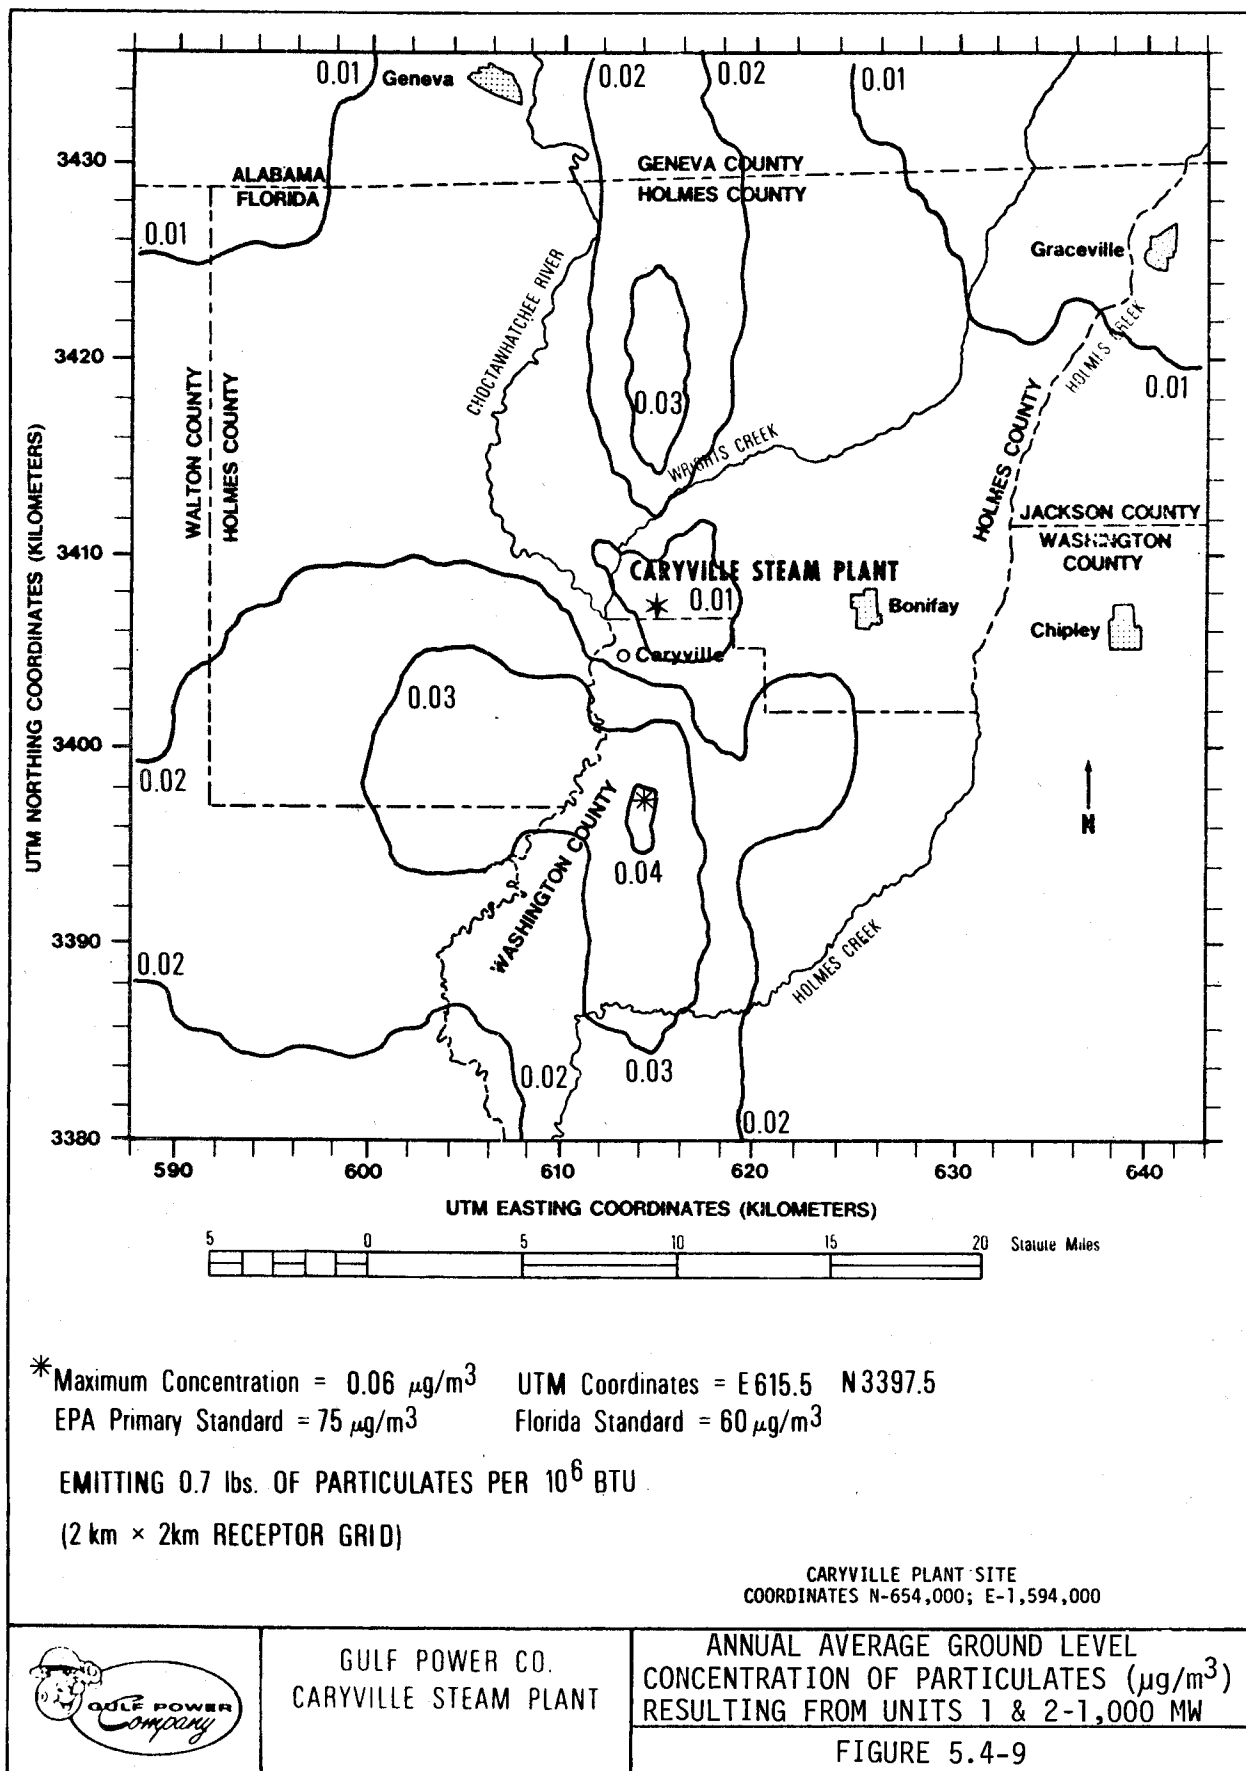 0.01
Geneva
0.02
0.02
0.01
3430
ALABAMA
FLORIDA
GENEVA COUNTY
HOLMES COUNTY
0.01
Graceville
CHOCTAWHATCHEE RIVER
3420
WALTON COUNTY
HOLMES COUNTY
0.03
HOLMES CREEK
0.01
WRIGHTS CREEK
HOLMES COUNTY
JACKSON COUNTY
WASHINGTON
COUNTY
3410
CARYVILLE STEAM PLANT
0.01
Bonifay
Chipley
Caryville
0.03
3400
0.02
N
WASHINGTON COUNTY
0.04
3390
0.02
HOLMES CREEK
0.02
0.03
0.02
3380
590
600
610
620
630
640
UTM NORTHING COORDINATES (KILOMETERS)
UTM EASTING COORDINATES (KILOMETERS)
5 0 5 10 15 20 Statute Miles
*Maximum Concentration = 0.06 µg/m³ UTM Coordinates = E615.5 N3397.5
EPA Primary Standard = 75 µg/m³ Florida Standard = 60 µg/m³
EMITTING 0.7 lbs. OF PARTICULATES PER 10⁶ BTU
(2 km × 2km RECEPTOR GRID)
CARYVILLE PLANT SITE
COORDINATES N-654,000; E-1,594,000
GULF POWER
Company
GULF POWER CO.
CARYVILLE STEAM PLANT
ANNUAL AVERAGE GROUND LEVEL
CONCENTRATION OF PARTICULATES (µg/m³)
RESULTING FROM UNITS 1 & 2-1,000 MW
FIGURE 5.4-9